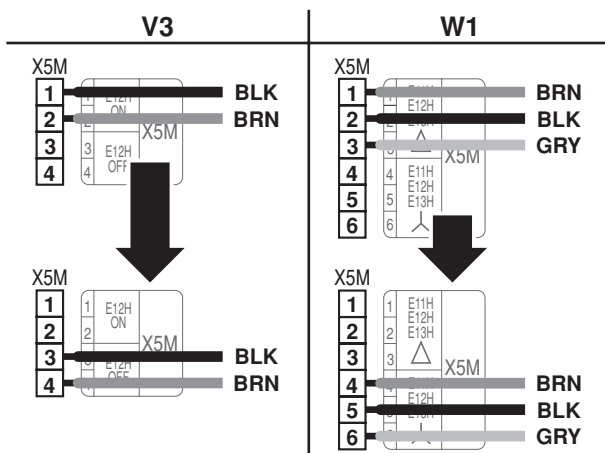 V3
X5M
1 BLK
2 BRN
3
4
1 E12H
ON
2
X5M
3 E12H
4 OFF
X5M
1
2
3 BLK
4 BRN
1 E12H
ON
2
X5M
E12H
OFF
W1
X5M
1 BRN
2 BLK
3 GRY
4
5
6
E12H
X5M
4 E11H
E12H
5 E13H
6
X5M
1
2
3
4 BRN
5 BLK
6 GRY
1 E11H
E12H
2 E13H
3
X5M
E12H